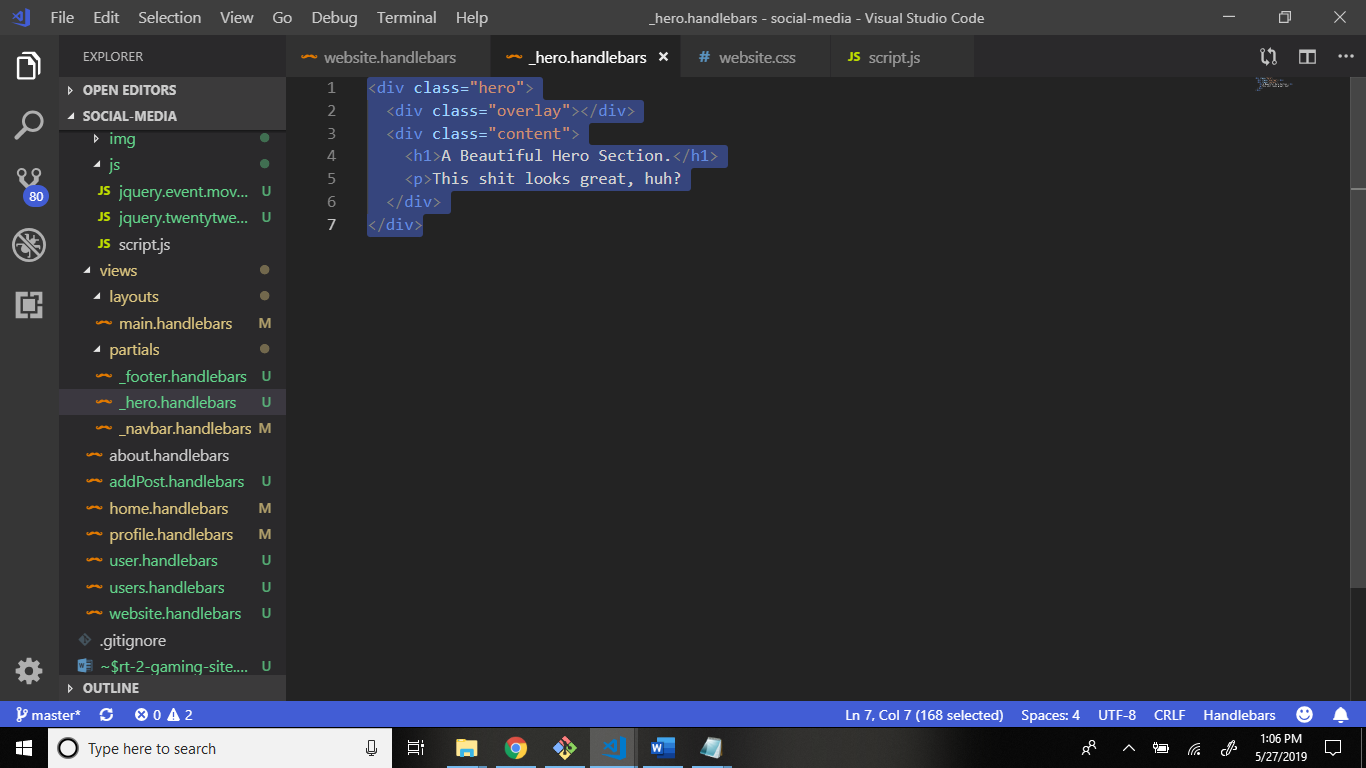 File Edit Selection View Go Debug Terminal Help
_hero.handlebars - social-media - Visual Studio Code
EXPLORER
OPEN EDITORS
SOCIAL-MEDIA
img
js
JS jquery.event.mov... U
JS jquery.twentytwe... U
JS script.js
views
layouts
main.handlebars M
partials
_footer.handlebars U
_hero.handlebars U
_navbar.handlebars M
about.handlebars
addPost.handlebars U
home.handlebars M
profile.handlebars M
user.handlebars U
users.handlebars U
website.handlebars U
.gitignore
~$rt-2-gaming-site.... U
OUTLINE
80
website.handlebars
_hero.handlebars
# website.css
JS script.js
1 <div class="hero">
2 <div class="overlay"></div>
3 <div class="content">
4 <h1>A Beautiful Hero Section.</h1>
5 <p>This shit looks great, huh?
6 </div>
7 </div>
master* 0 2
Ln 7, Col 7 (168 selected) Spaces: 4 UTF-8 CRLF Handlebars
Type here to search
1:06 PM
5/27/2019